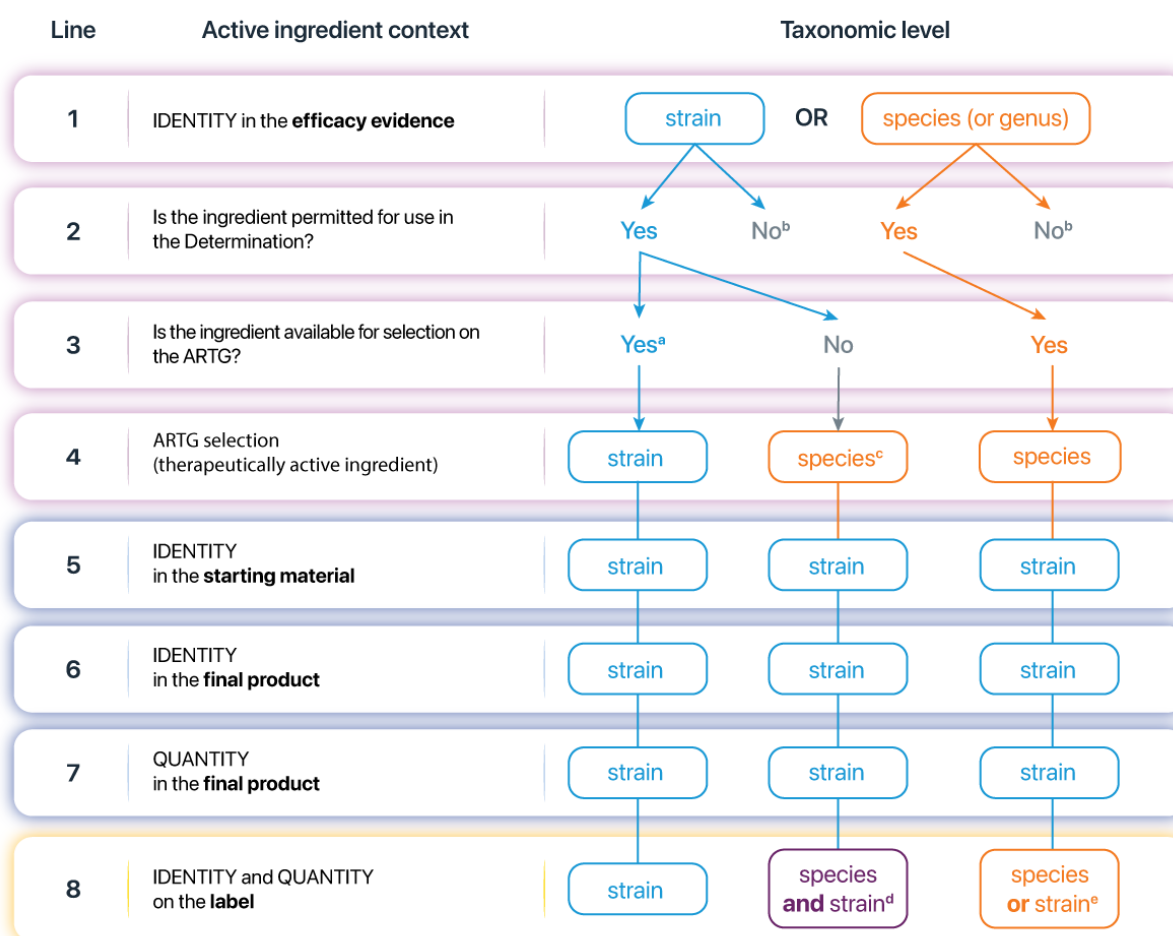 Line Active ingredient context Taxonomic level
1 IDENTITY in the efficacy evidence strain OR species (or genus)
2 Is the ingredient permitted for use in
the Determination? Yes Noᵇ Yes Noᵇ
3 Is the ingredient available for selection on
the ARTG? Yesᵃ No Yes
4 ARTG selection
(therapeutically active ingredient) strain speciesᶜ species
5 IDENTITY
in the starting material strain strain strain
6 IDENTITY
in the final product strain strain strain
7 QUANTITY
in the final product strain strain strain
8 IDENTITY and QUANTITY
on the label strain
species
and strainᵈ
species
or strainᵉ